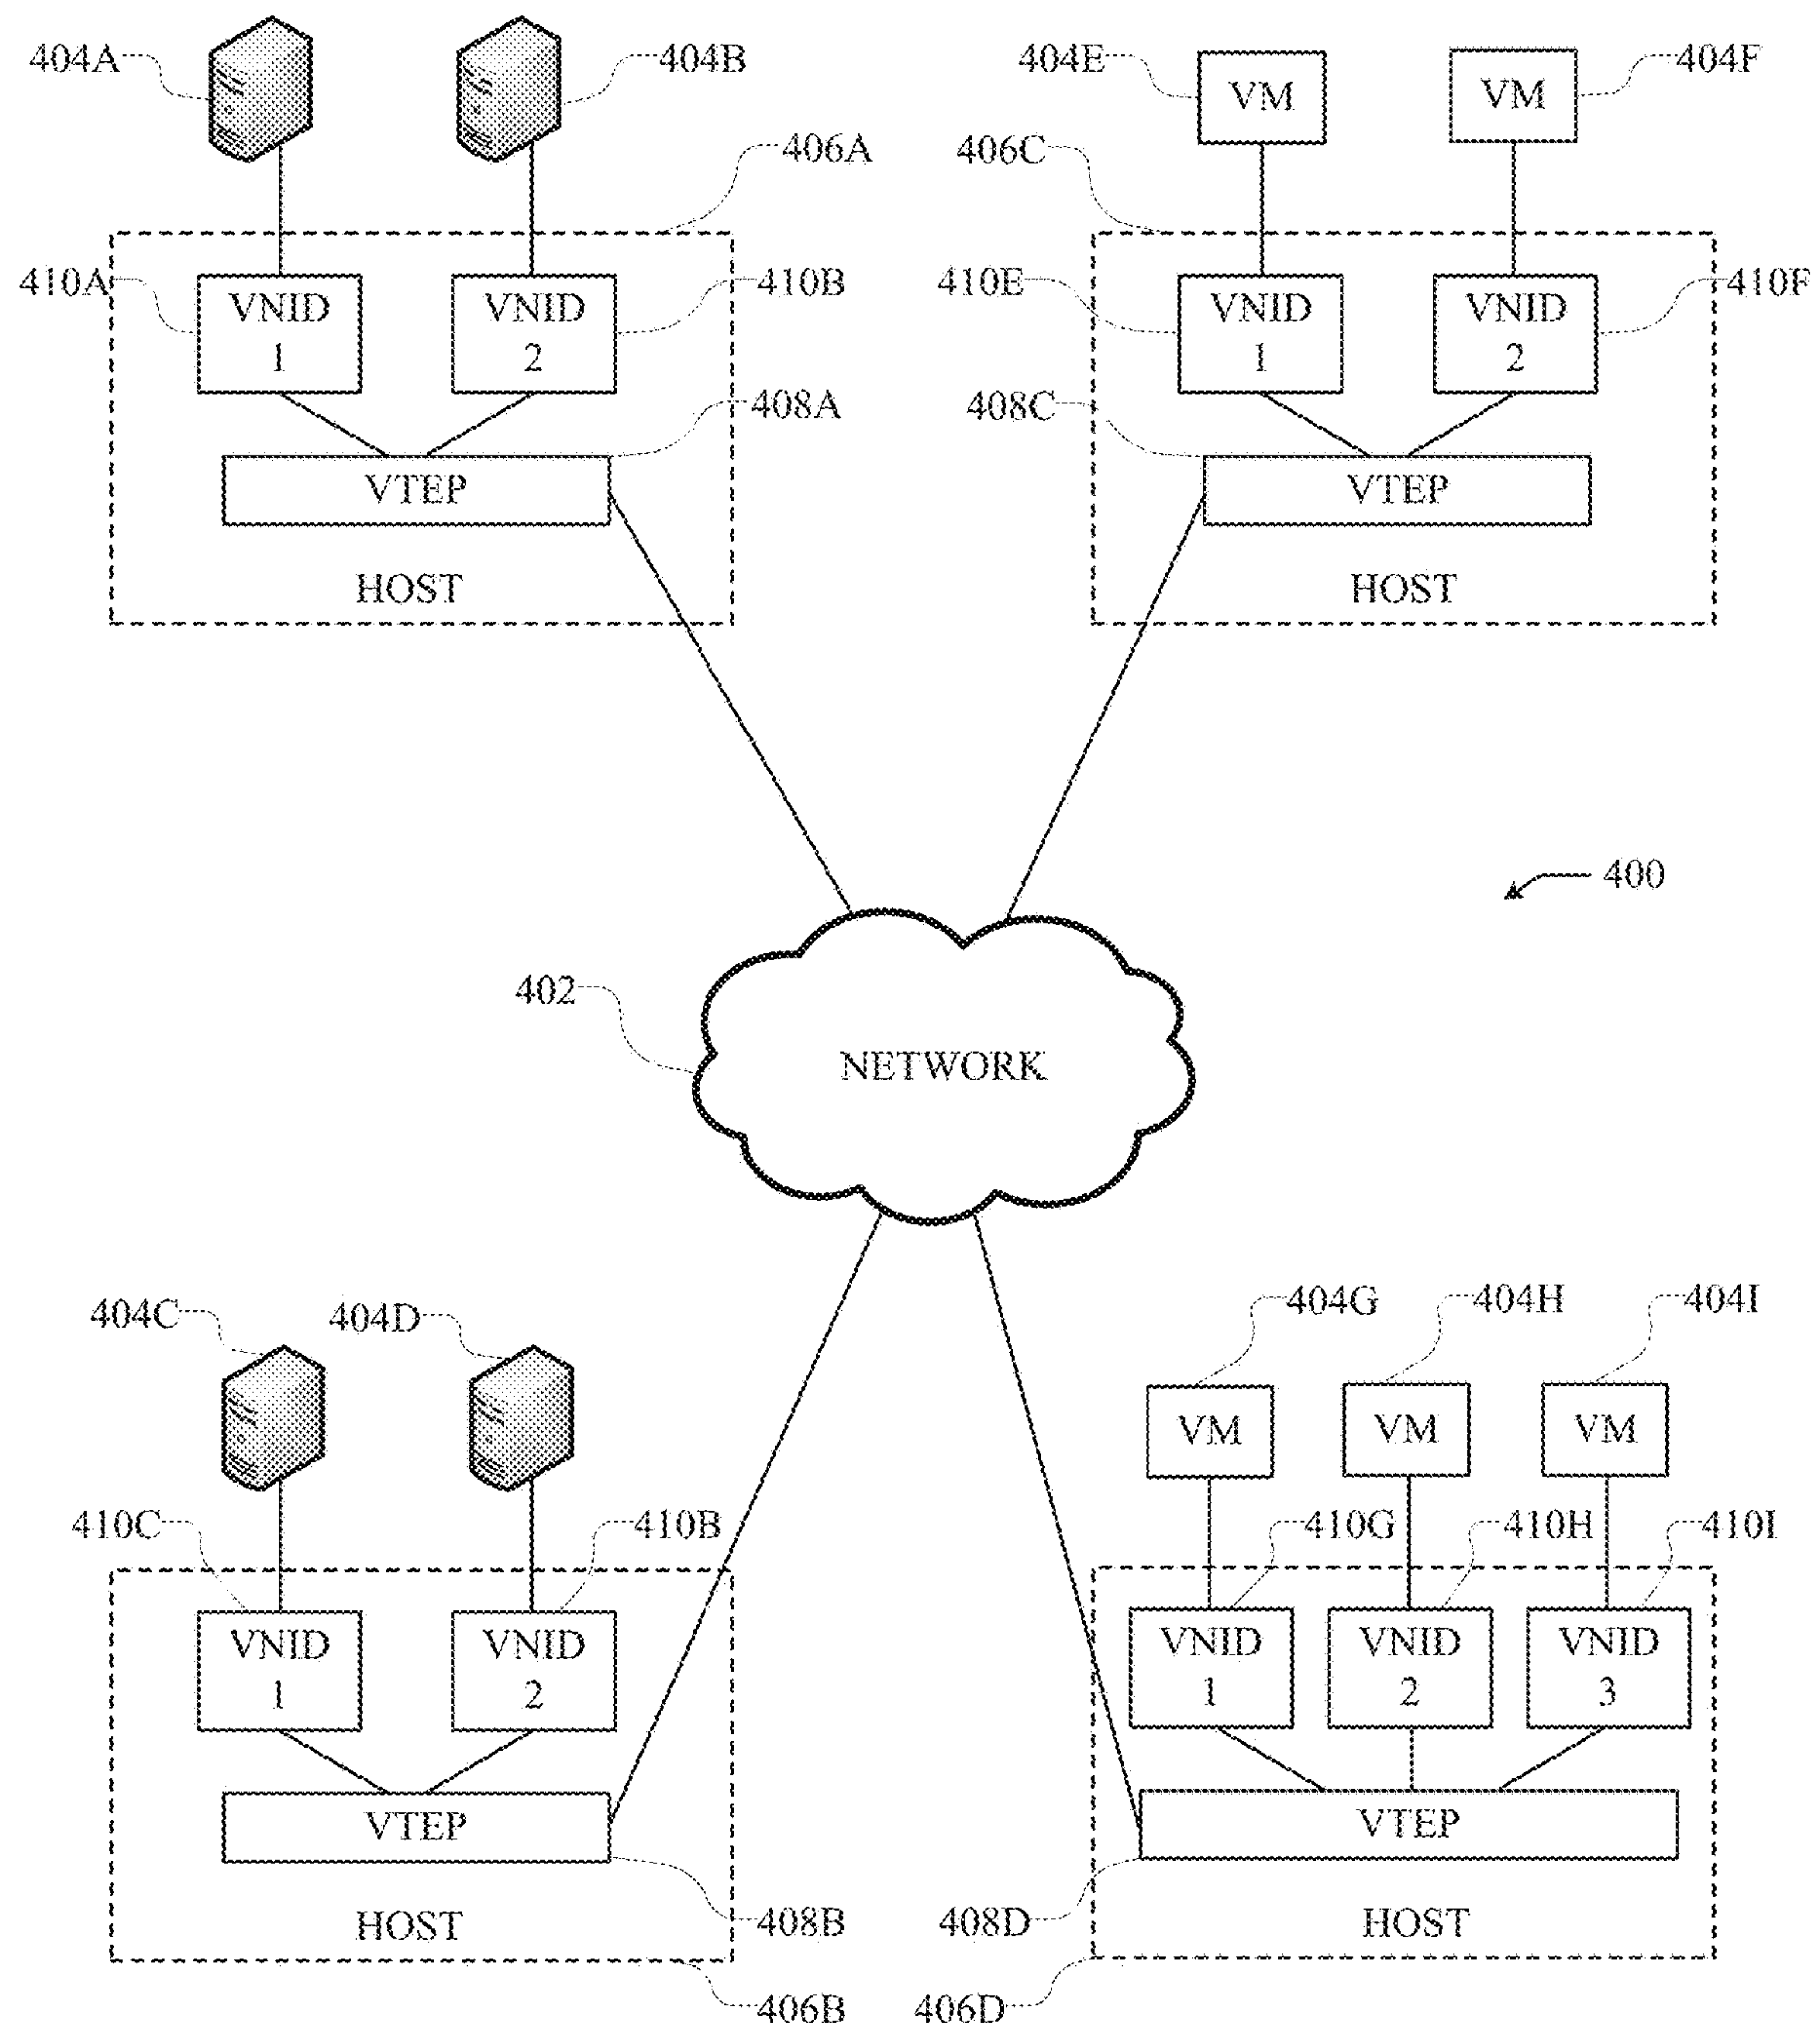 404A
404B
404E
VM
VM
404F
406A
406C
410A
VNID
1
VNID
2
410B
410E
VNID
1
VNID
2
410F
408A
408C
VTEP
VTEP
HOST
HOST
400
402
NETWORK
404C
404D
404G
404H
404I
VM
VM
VM
410C
410B
410G
410H
410I
VNID
1
VNID
2
VNID
1
VNID
2
VNID
3
VTEP
VTEP
HOST
408B
408D
HOST
406B
406D